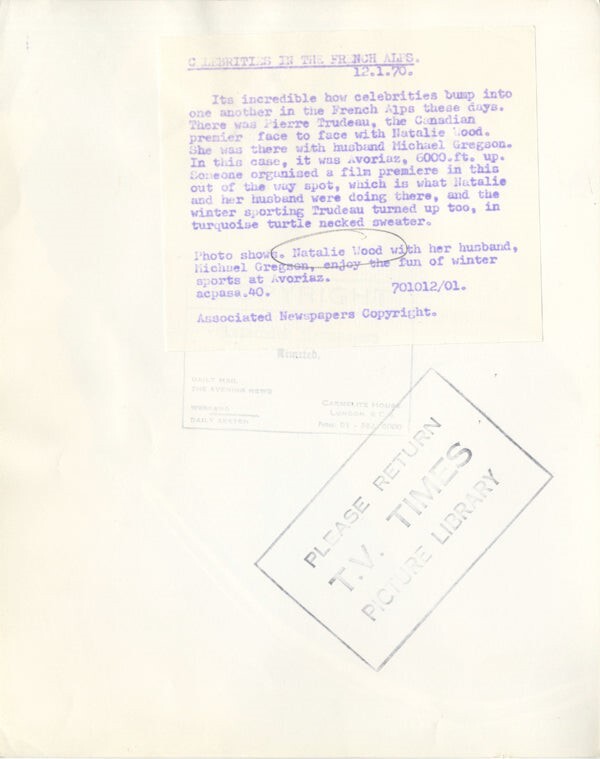 CELEBRITIES IN THE FRENCH ALPS.
12.1.70.
Its incredible how celebrities bump into
one another in the French Alps these days.
There was Pierre Trudeau, the Canadian
premier face to face with Natalie Wood.
She was there with husband Michael Gregson.
In this case, it was Avoriaz, 6000.ft. up.
Someone organised a film premiere in this
out of the way spot, which is what Natalie
and her husband were doing there, and the
winter sporting Trudeau turned up too, in
turquoise turtle necked sweater.
Photo shows. Natalie Wood with her husband,
Michael Gregson, enjoy the fun of winter
sports at Avoriaz.
acpasa.40. 701012/01.
Associated Newspapers Copyright.
Limited.
DAILY MAIL
THE EVENING NEWS
WEEKEND
DAILY SKETCH
CARMELITE HOUSE
LONDON E C 4
PLEASE RETURN
T.V. TIMES
PICTURE LIBRARY